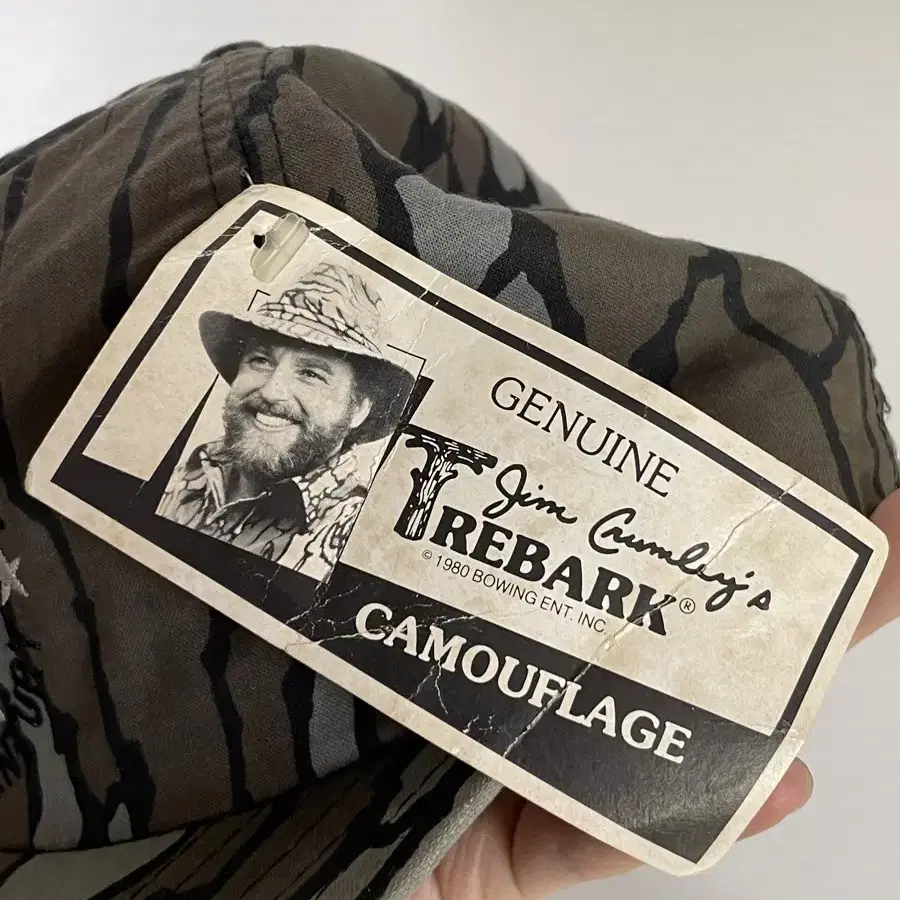 GENUINE
Jim Crumley's
TREBARK®
© 1980 BOWING ENT. INC.
CAMOUFLAGE